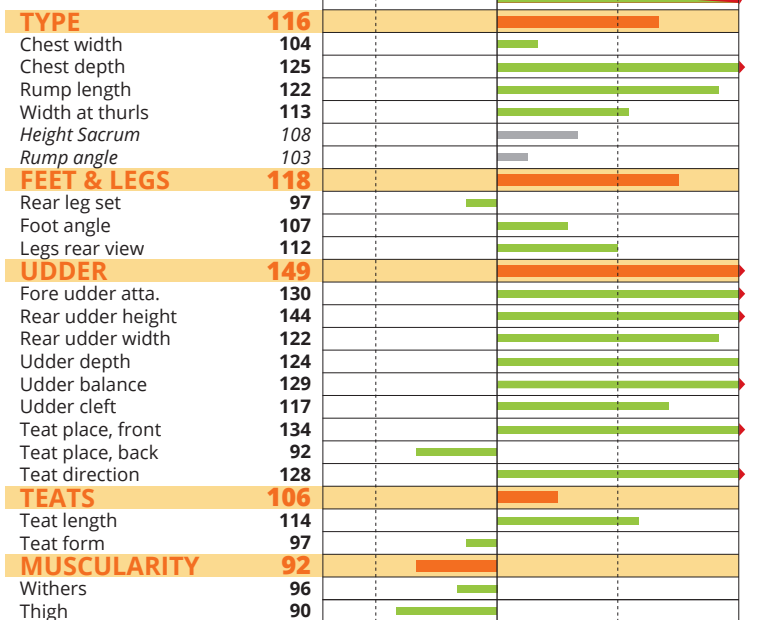 TYPE 116
Chest width 104
Chest depth 125
Rump length 122
Width at thurls 113
Height Sacrum 108
Rump angle 103
FEET & LEGS 118
Rear leg set 97
Foot angle 107
Legs rear view 112
UDDER 149
Fore udder atta. 130
Rear udder height 144
Rear udder width 122
Udder depth 124
Udder balance 129
Udder cleft 117
Teat place, front 134
Teat place, back 92
Teat direction 128
TEATS 106
Teat length 114
Teat form 97
MUSCULARITY 92
Withers 96
Thigh 90